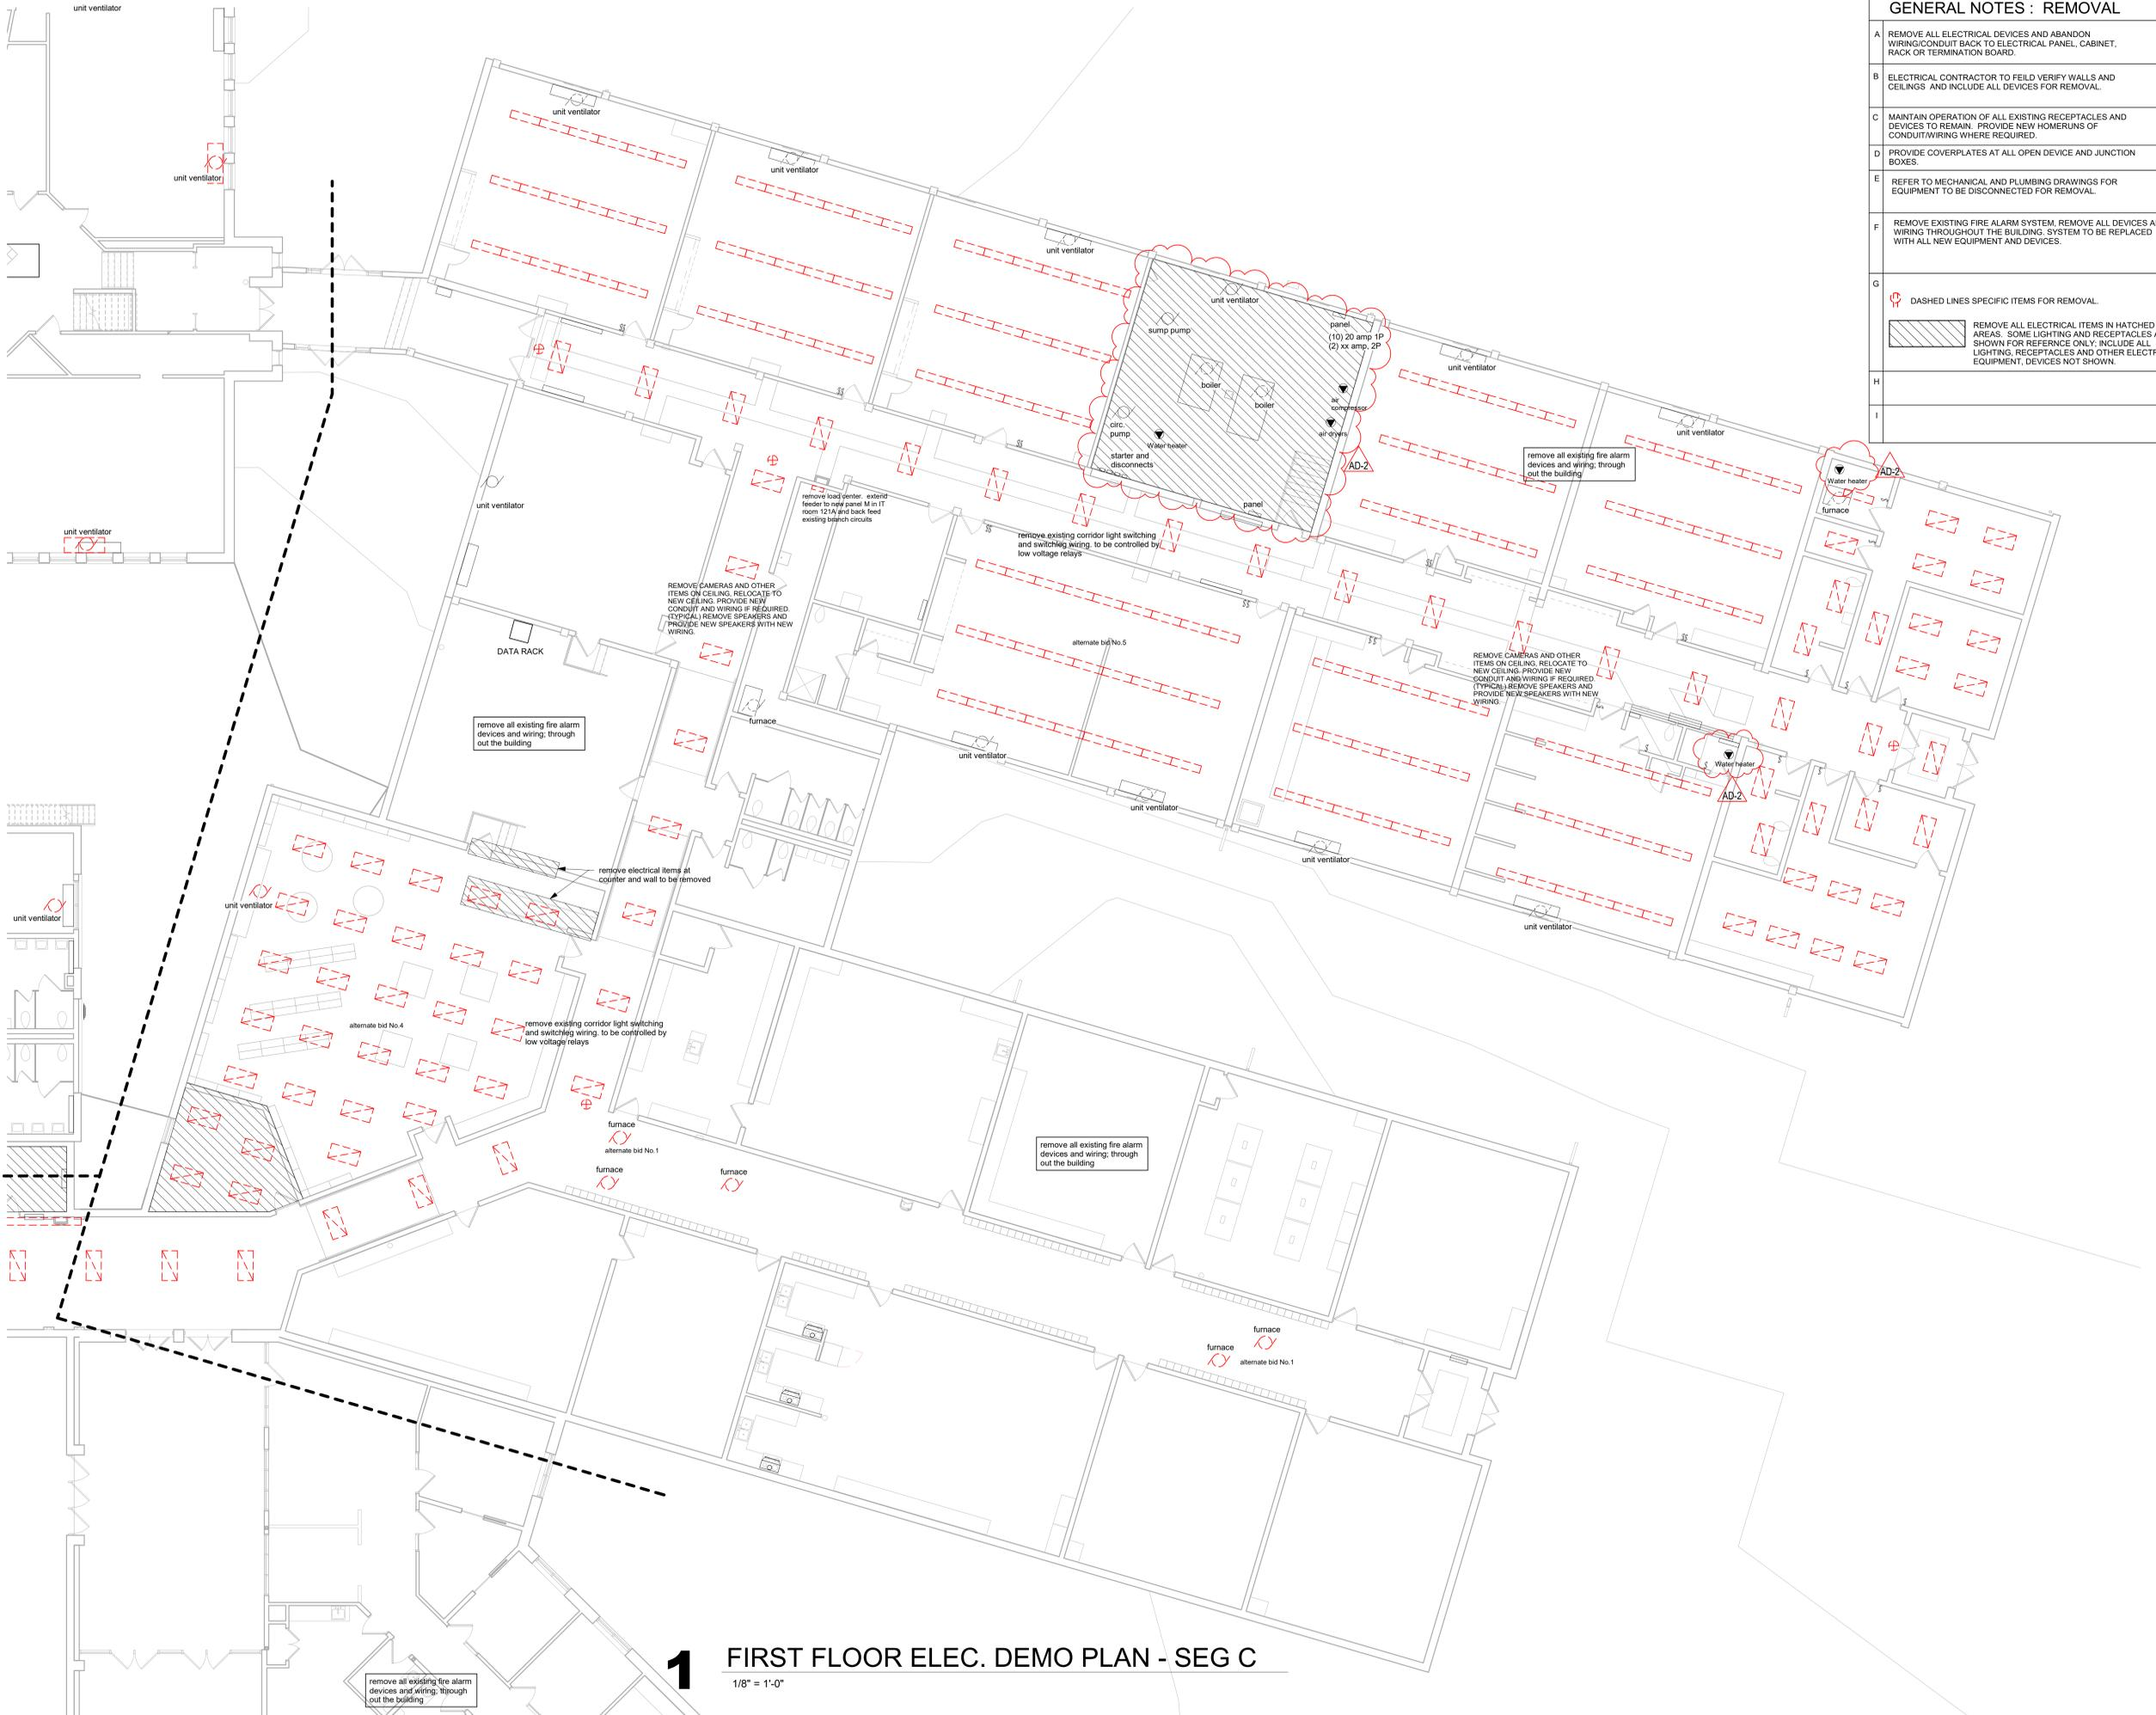 GENERAL NOTES : REMOVAL
A
REMOVE ALL ELECTRICAL DEVICES AND ABANDON
WIRING/CONDUIT BACK TO ELECTRICAL PANEL, CABINET,
RACK OR TERMINATION BOARD.
B
ELECTRICAL CONTRACTOR TO FEILD VERIFY WALLS AND
CEILINGS AND INCLUDE ALL DEVICES FOR REMOVAL.
C
MAINTAIN OPERATION OF ALL EXISTING RECEPTACLES AND
DEVICES TO REMAIN. PROVIDE NEW HOMERUNS OF
CONDUIT/WIRING WHERE REQUIRED.
D
PROVIDE COVERPLATES AT ALL OPEN DEVICE AND JUNCTION
BOXES.
E
REFER TO MECHANICAL AND PLUMBING DRAWINGS FOR
EQUIPMENT TO BE DISCONNECTED FOR REMOVAL.
F
REMOVE EXISTING FIRE ALARM SYSTEM, REMOVE ALL DEVICES
WIRING THROUGHOUT THE BUILDING. SYSTEM TO BE REPLACED
WITH ALL NEW EQUIPMENT AND DEVICES.
G
DASHED LINES SPECIFIC ITEMS FOR REMOVAL.
REMOVE ALL ELECTRICAL ITEMS IN HATCHED
AREAS. SOME LIGHTING AND RECEPTACLES
SHOWN FOR REFERNCE ONLY; INCLUDE ALL
LIGHTING, RECEPTACLES AND OTHER
EQUIPMENT, DEVICES NOT SHOWN.
H
I
unit ventilator
unit ventilator
unit ventilator
unit ventilator
unit ventilator
unit ventilator
unit ventilator
sump pump
panel
(10) 20 amp 1P
(2) xx amp, 2P
boiler
boiler
air
compressor
air dryers
circ.
pump
Water heater
starter and
disconnects
panel
AD-2
unit ventilator
unit ventilator
remove all existing fire alarm
devices and wiring; through
out the building
AD-2
Water heater
furnace
unit ventilator
unit ventilator
remove load center. extend
feeder to new panel M in IT
room 121A and back feed
existing branch circuits
remove existing corridor light switching
and switchleg wiring. to be controlled by
low voltage relays
REMOVE CAMERAS AND OTHER
ITEMS ON CEILING, RELOCATE TO
NEW CEILING. PROVIDE NEW
CONDUIT AND WIRING IF REQUIRED.
(TYPICAL) REMOVE SPEAKERS AND
PROVIDE NEW SPEAKERS WITH NEW
WIRING.
alternate bid No.5
DATA RACK
REMOVE CAMERAS AND OTHER
ITEMS ON CEILING, RELOCATE TO
NEW CEILING. PROVIDE NEW
CONDUIT AND WIRING IF REQUIRED.
(TYPICAL) REMOVE SPEAKERS AND
PROVIDE NEW SPEAKERS WITH NEW
WIRING.
furnace
remove all existing fire alarm
devices and wiring; through
out the building
unit ventilator
unit ventilator
Water heater
AD-2
unit ventilator
unit ventilator
remove electrical items at
counter and wall to be removed
unit ventilator
unit ventilator
alternate bid No.4
remove existing corridor light switching
and switchleg wiring. to be controlled by
low voltage relays
furnace
alternate bid No.1
furnace
furnace
remove all existing fire alarm
devices and wiring; through
out the building
furnace
furnace
alternate bid No.1
1
FIRST FLOOR ELEC. DEMO PLAN - SEG C
1/8" = 1'-0"
remove all existing fire alarm
devices and wiring; through
out the building